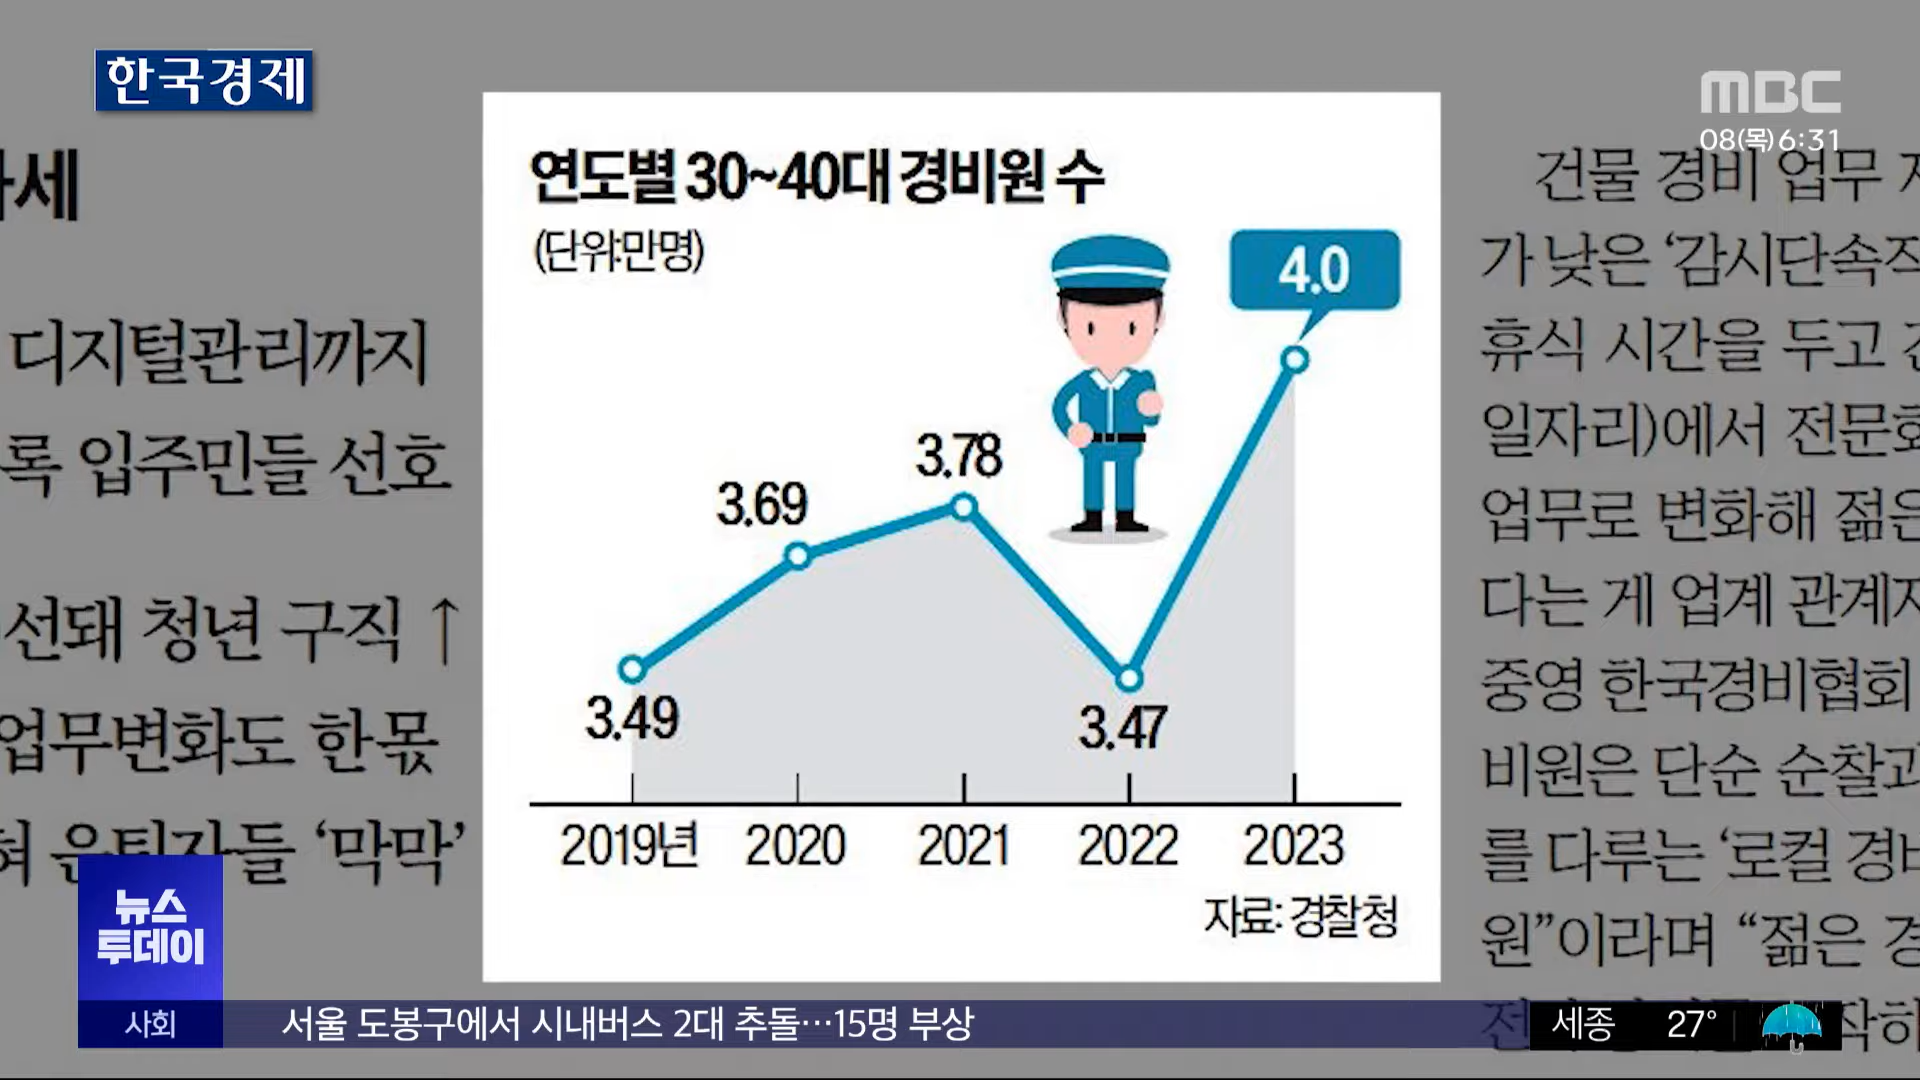 한국경제
MBC
08(목)6:31
연도별 30~40대 경비원 수
(단위:만명)
4.0
3.78
3.69
3.49
3.47
2019년 2020 2021 2022 2023
자료:경찰청
디지털관리까지
록 입주민들 선호
선돼 청년 구직↑
업무변화도 한몫
은퇴자들 ‘막막’
건물 경비 업무
가 낮은 ‘감시단속직
휴식 시간을 두고
일자리)에서 전문화
업무로 변화해 젊은
다는 게 업계 관계자
중영 한국경비협회
비원은 단순 순찰과
를 다루는 ‘로컬 경비
원”이라며 “젊은 경
뉴스
투데이
사회 서울 도봉구에서 시내버스 2대 추돌…15명 부상
세종 27°